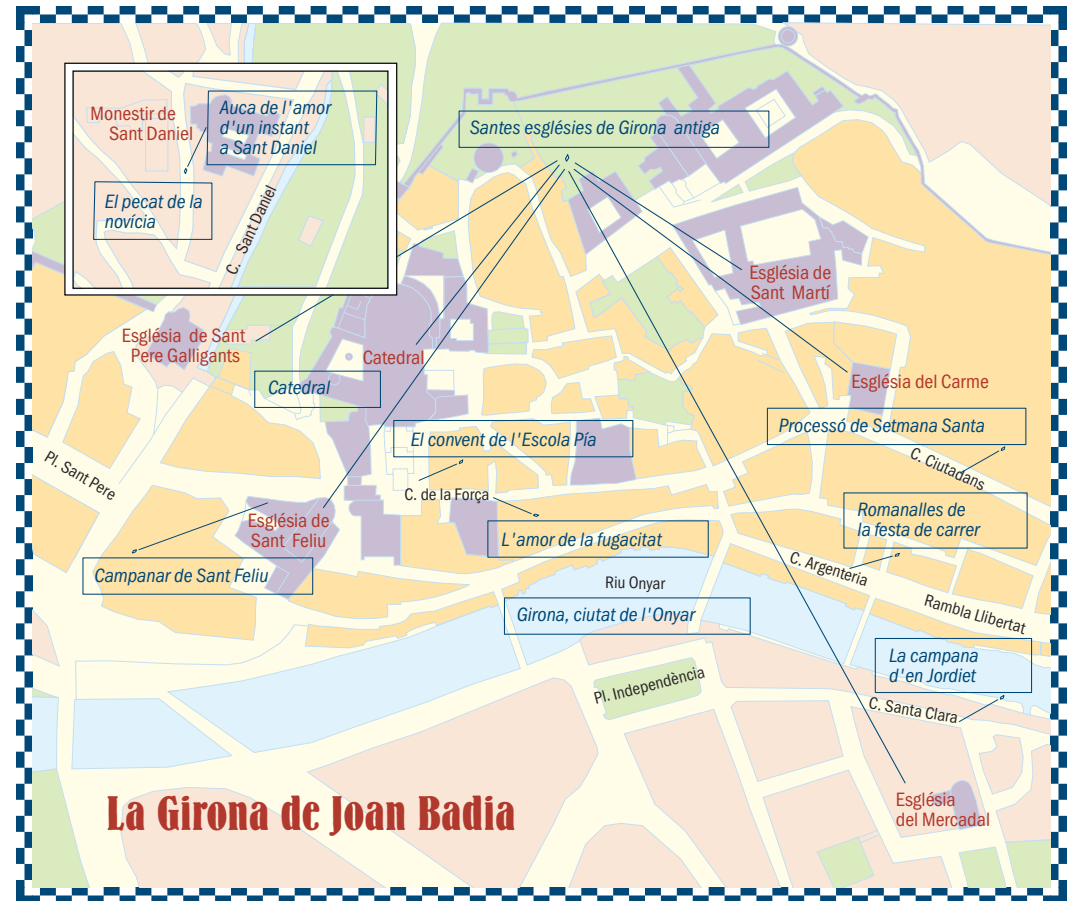 Monestir de
Sant Daniel
Auca de l'amor
d'un instant
a Sant Daniel
El pecat de la
novícia
C. Sant Daniel
Santes esglésies de Girona antiga
Església de
Sant Martí
Església de Sant
Pere Galligants
Catedral
Catedral
Església del Carme
Processó de Setmana Santa
El convent de l'Escola Pía
C. Ciutadans
Pl. Sant Pere
C. de la Força
Romanalles de
la festa de carrer
Església de
Sant Feliu
L'amor de la fugacitat
Campanar de Sant Feliu
C. Argenteria
Riu Onyar
Rambla Llibertat
Girona, ciutat de l'Onyar
La campana
d'en Jordiet
Pl. Independència
C. Santa Clara
La Girona de Joan Badia
Església
del Mercadal